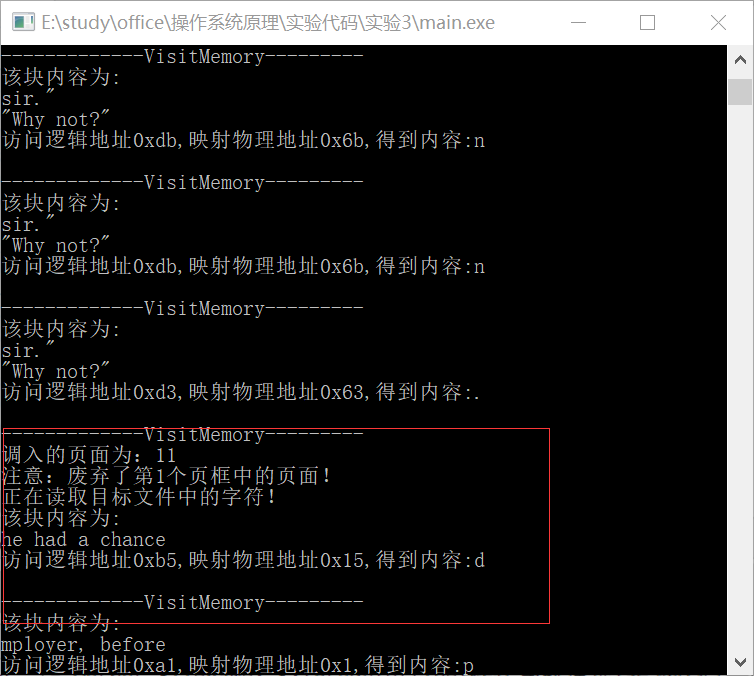 E:\study\office\操作系统原理\实验代码\实验3\main.exe
-------------VisitMemory---------
该块内容为:
sir."
"Why not?"
访问逻辑地址0xdb,映射物理地址0x6b,得到内容:n
-------------VisitMemory---------
该块内容为:
sir."
"Why not?"
访问逻辑地址0xdb,映射物理地址0x6b,得到内容:n
-------------VisitMemory---------
该块内容为:
sir."
"Why not?"
访问逻辑地址0xd3,映射物理地址0x63,得到内容:.
-------------VisitMemory---------
调入的页面为：11
注意：废弃了第1个页框中的页面！
正在读取目标文件中的字符！
该块内容为:
he had a chance
访问逻辑地址0xb5,映射物理地址0x15,得到内容:d
-------------VisitMemory---------
该块内容为:
mployer, before
访问逻辑地址0xa1,映射物理地址0x1,得到内容:p